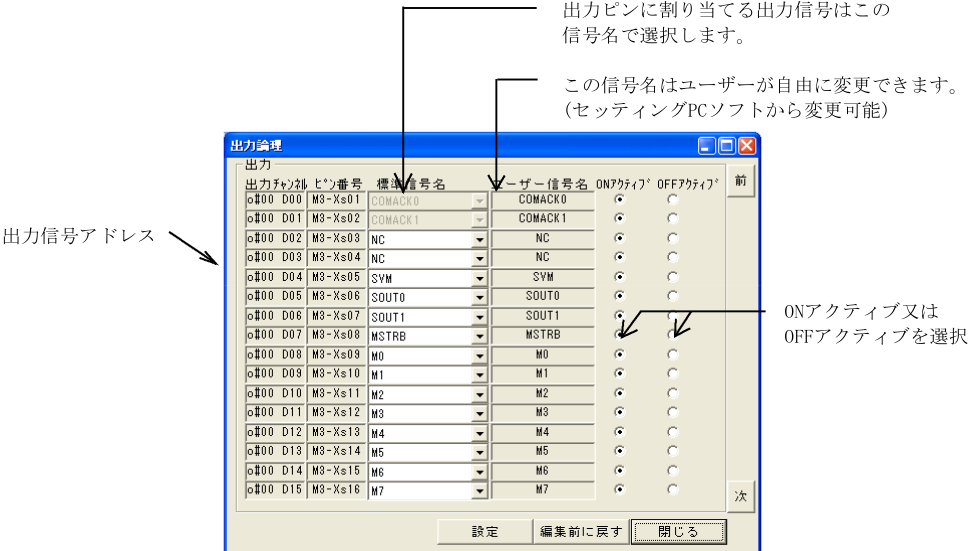 出力ピンに割り当てる出力信号はこの
信号名で選択します。
この信号名はユーザーが自由に変更できます。
(セッティングPCソフトから変更可能)
出力論理
出力
出力ﾁｬﾝﾈﾙ ﾋﾟﾝ番号 標準信号名 ユーザー信号名 ONｱｸﾃｨﾌﾞ OFFｱｸﾃｨﾌﾞ 前
o#00 D00 M3-Xs01 COMACK0 COMACK0
o#00 D01 M3-Xs02 COMACK1 COMACK1
o#00 D02 M3-Xs03 NC NC
o#00 D03 M3-Xs04 NC NC
o#00 D04 M3-Xs05 SVM SVM
o#00 D05 M3-Xs06 SOUT0 SOUT0
o#00 D06 M3-Xs07 SOUT1 SOUT1
o#00 D07 M3-Xs08 MSTRB MSTRB
o#00 D08 M3-Xs09 M0 M0
o#00 D09 M3-Xs10 M1 M1
o#00 D10 M3-Xs11 M2 M2
o#00 D11 M3-Xs12 M3 M3
o#00 D12 M3-Xs13 M4 M4
o#00 D13 M3-Xs14 M5 M5
o#00 D14 M3-Xs15 M6 M6
o#00 D15 M3-Xs16 M7 M7
次
設定 編集前に戻す 閉じる
出力信号アドレス
ONアクティブ又は
OFFアクティブを選択